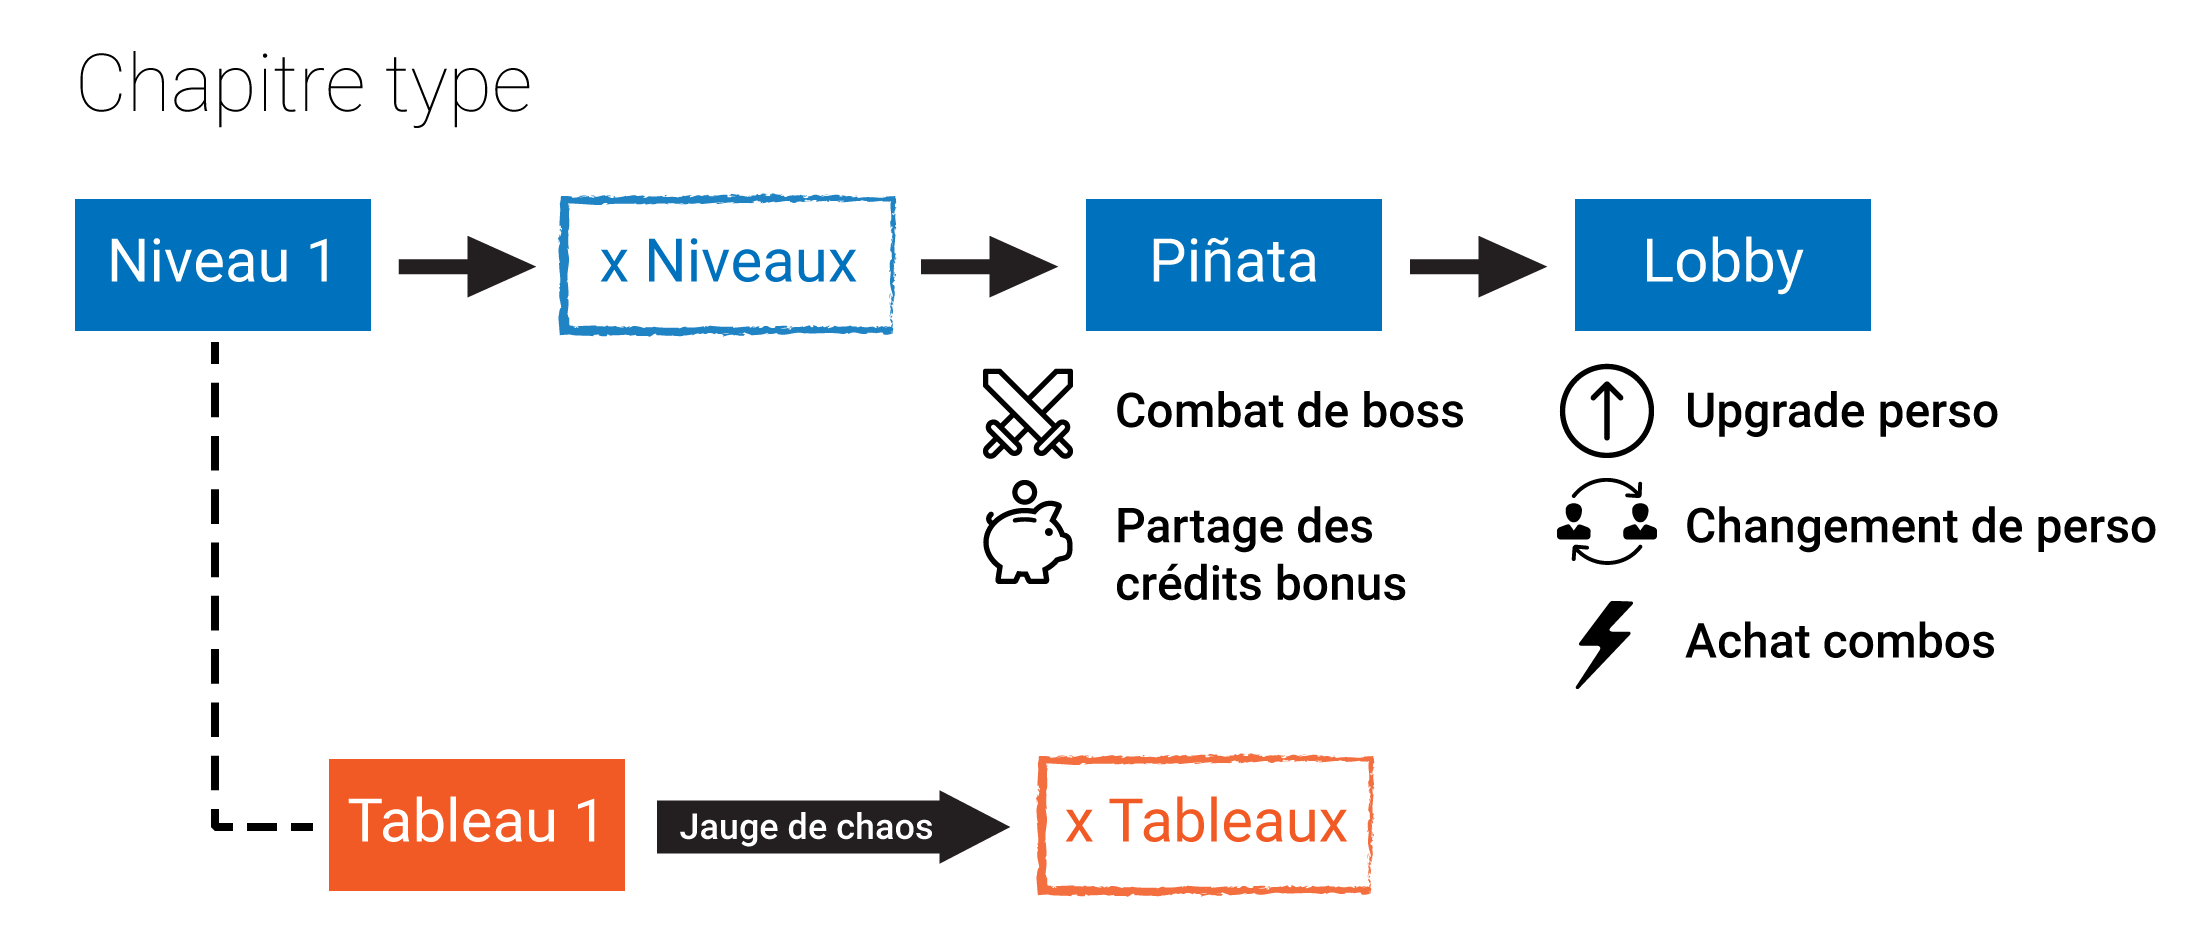 Chapitre type
Niveau 1
x Niveaux
Piñata
Lobby
Combat de boss
Partage des
crédits bonus
Upgrade perso
Changement de perso
Achat combos
Tableau 1
Jauge de chaos
x Tableaux